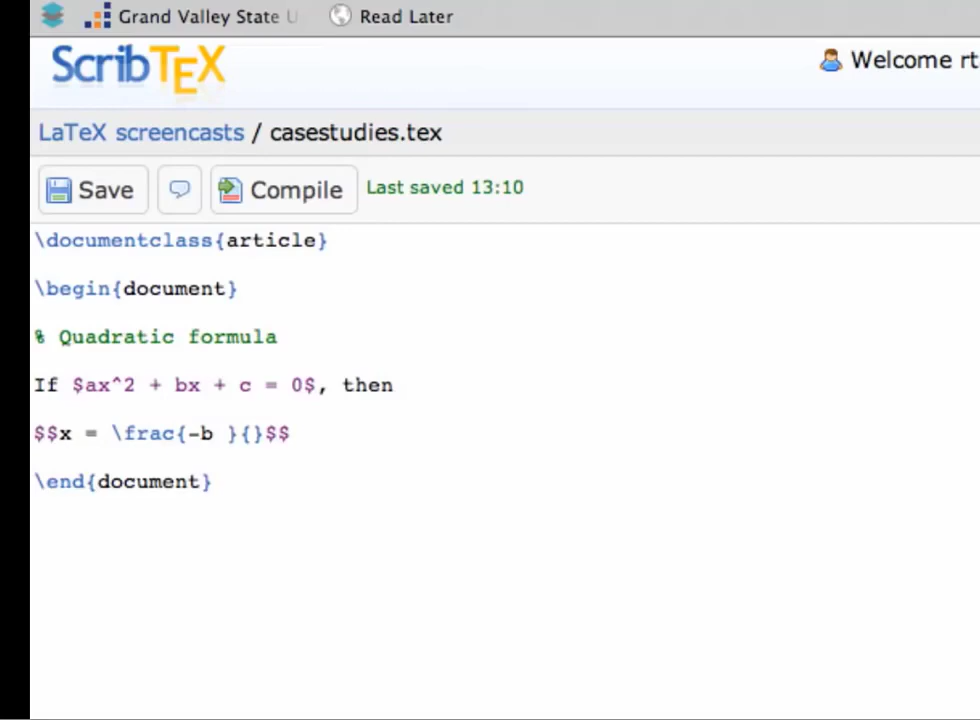 Grand Valley State U
Read Later
ScribTEX
Welcome rt
LaTeX screencasts / casestudies.tex
Save
Compile
Last saved 13:10
\documentclass{article}
\begin{document}
% Quadratic formula
If $ax^2 + bx + c = 0$, then
$$x = \frac{-b }{}$$
\end{document}